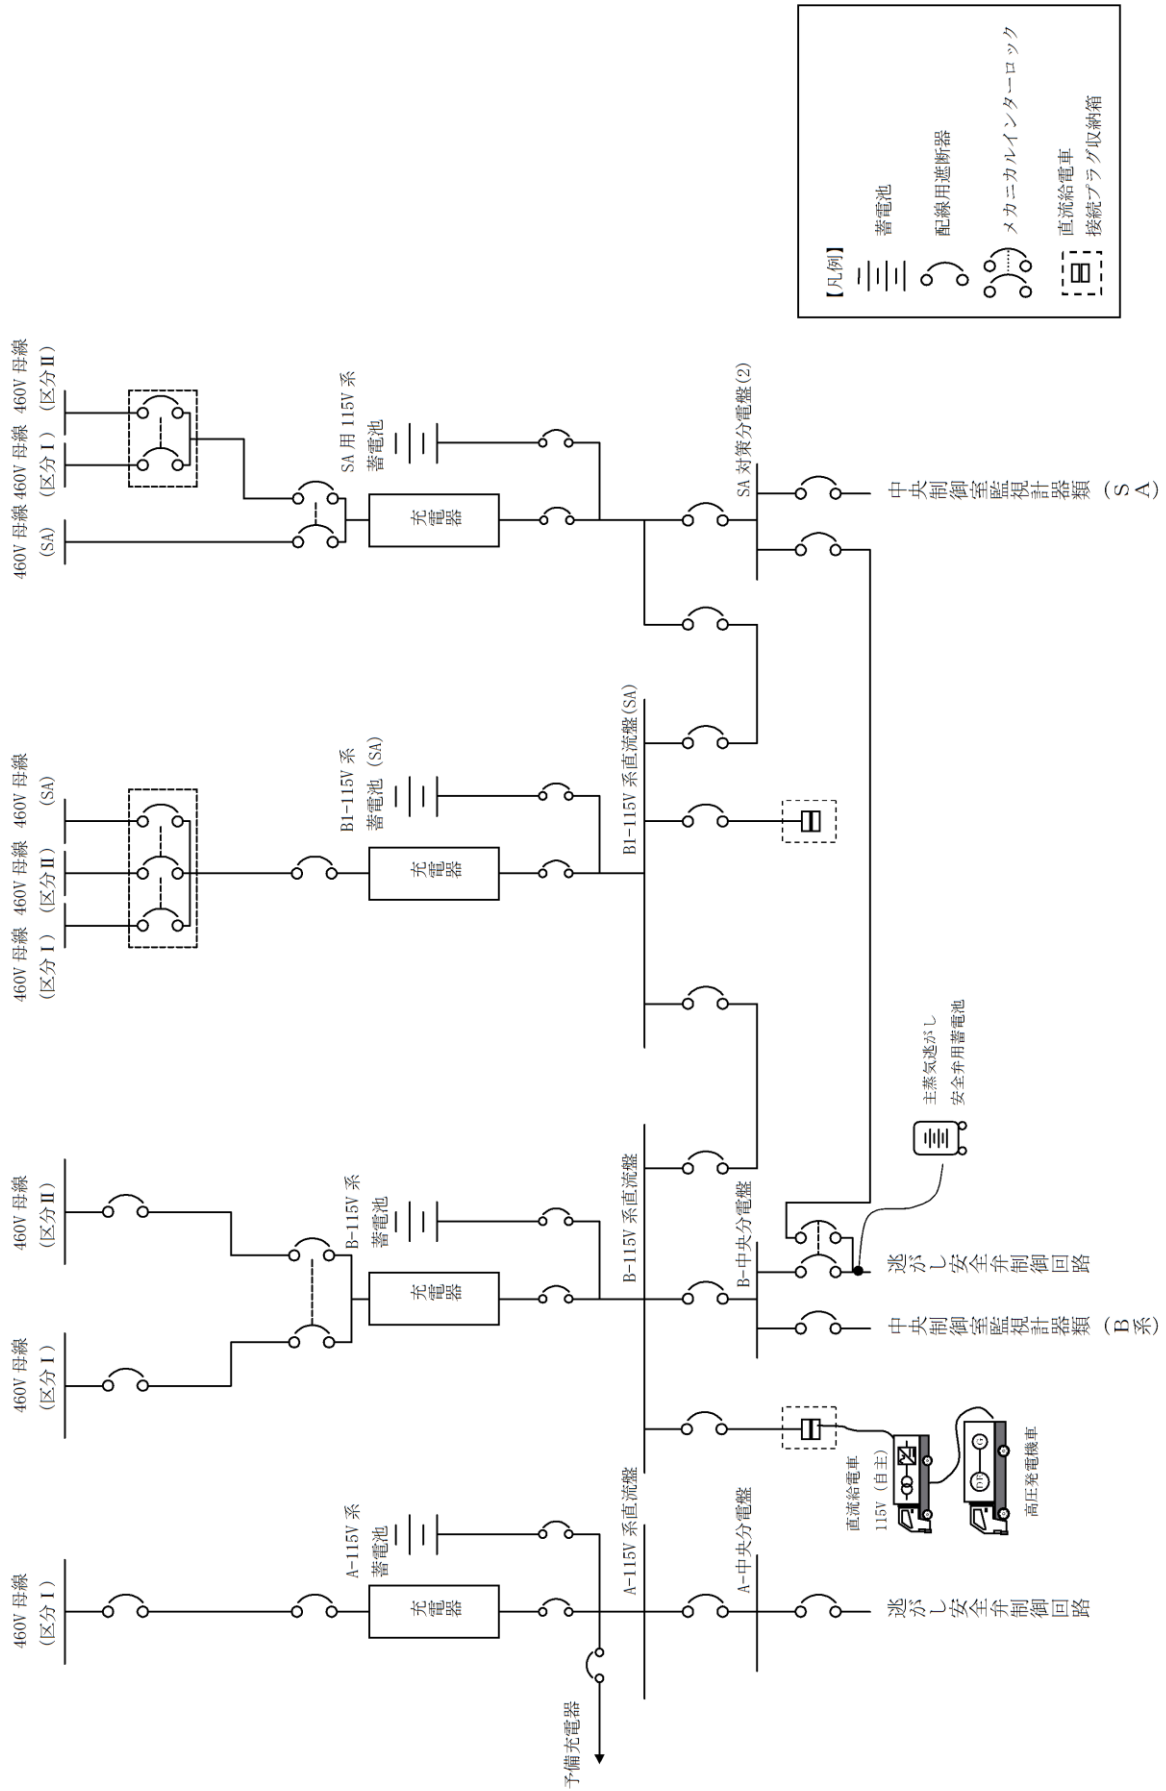 460V 母線
(区分Ⅰ)
460V 母線
(区分Ⅰ)
460V 母線
(区分Ⅱ)
460V 母線
(区分Ⅰ)
460V 母線
(区分Ⅱ)
460V 母線
(SA)
460V 母線
(SA)
460V 母線
(区分Ⅰ)
460V 母線
(区分Ⅱ)
A-115V 系
蓄電池
充電器
B-115V 系
蓄電池
充電器
B1-115V 系
蓄電池 (SA)
充電器
SA 用 115V 系
蓄電池
充電器
予備充電器
A-115V 系直流盤
B-115V 系直流盤
B1-115V 系直流盤(SA)
A-中央分電盤
B-中央分電盤
SA 対策分電盤(2)
逃がし安全弁制御回路
直流給電車
115V (自主)
DE
G
高圧発電機車
中央制御室監視計器類(B系)
逃がし安全弁制御回路
主蒸気逃がし
安全弁用蓄電池
中央制御室監視計器類(SA)
【凡例】
蓄電池
配線用遮断器
メカニカルインターロック
直流給電車
接続プラグ収納箱